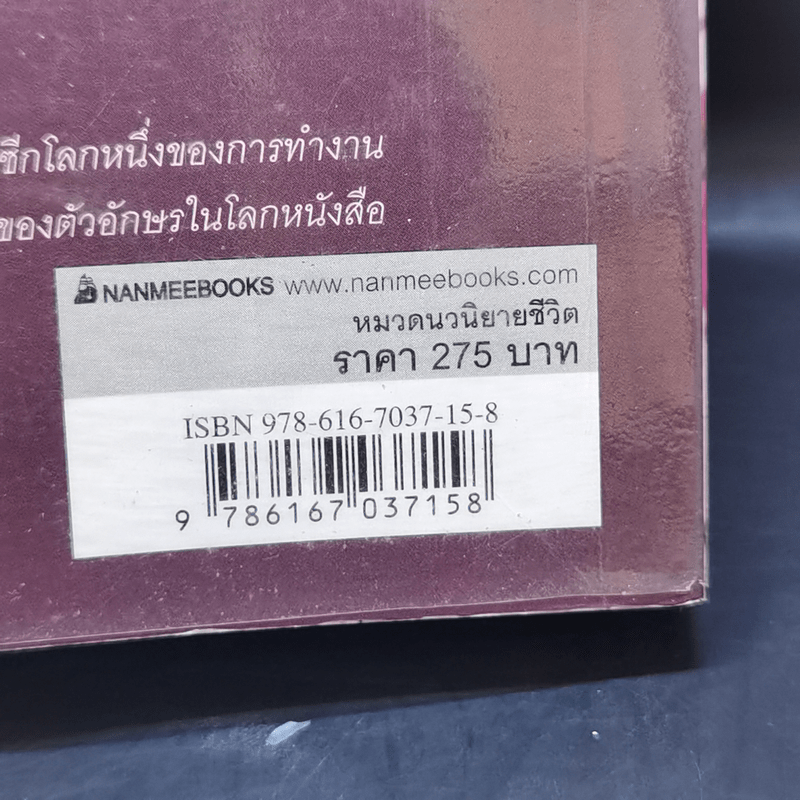 ซีกโลกหนึ่งของการทำงาน
ของตัวอักษรในโลกหนังสือ
NANMEEBOOKS www.nanmeebooks.com
หมวดนวนิยายชีวิต
ราคา 275 บาท
ISBN 978-616-7037-15-8
9 786167 037158